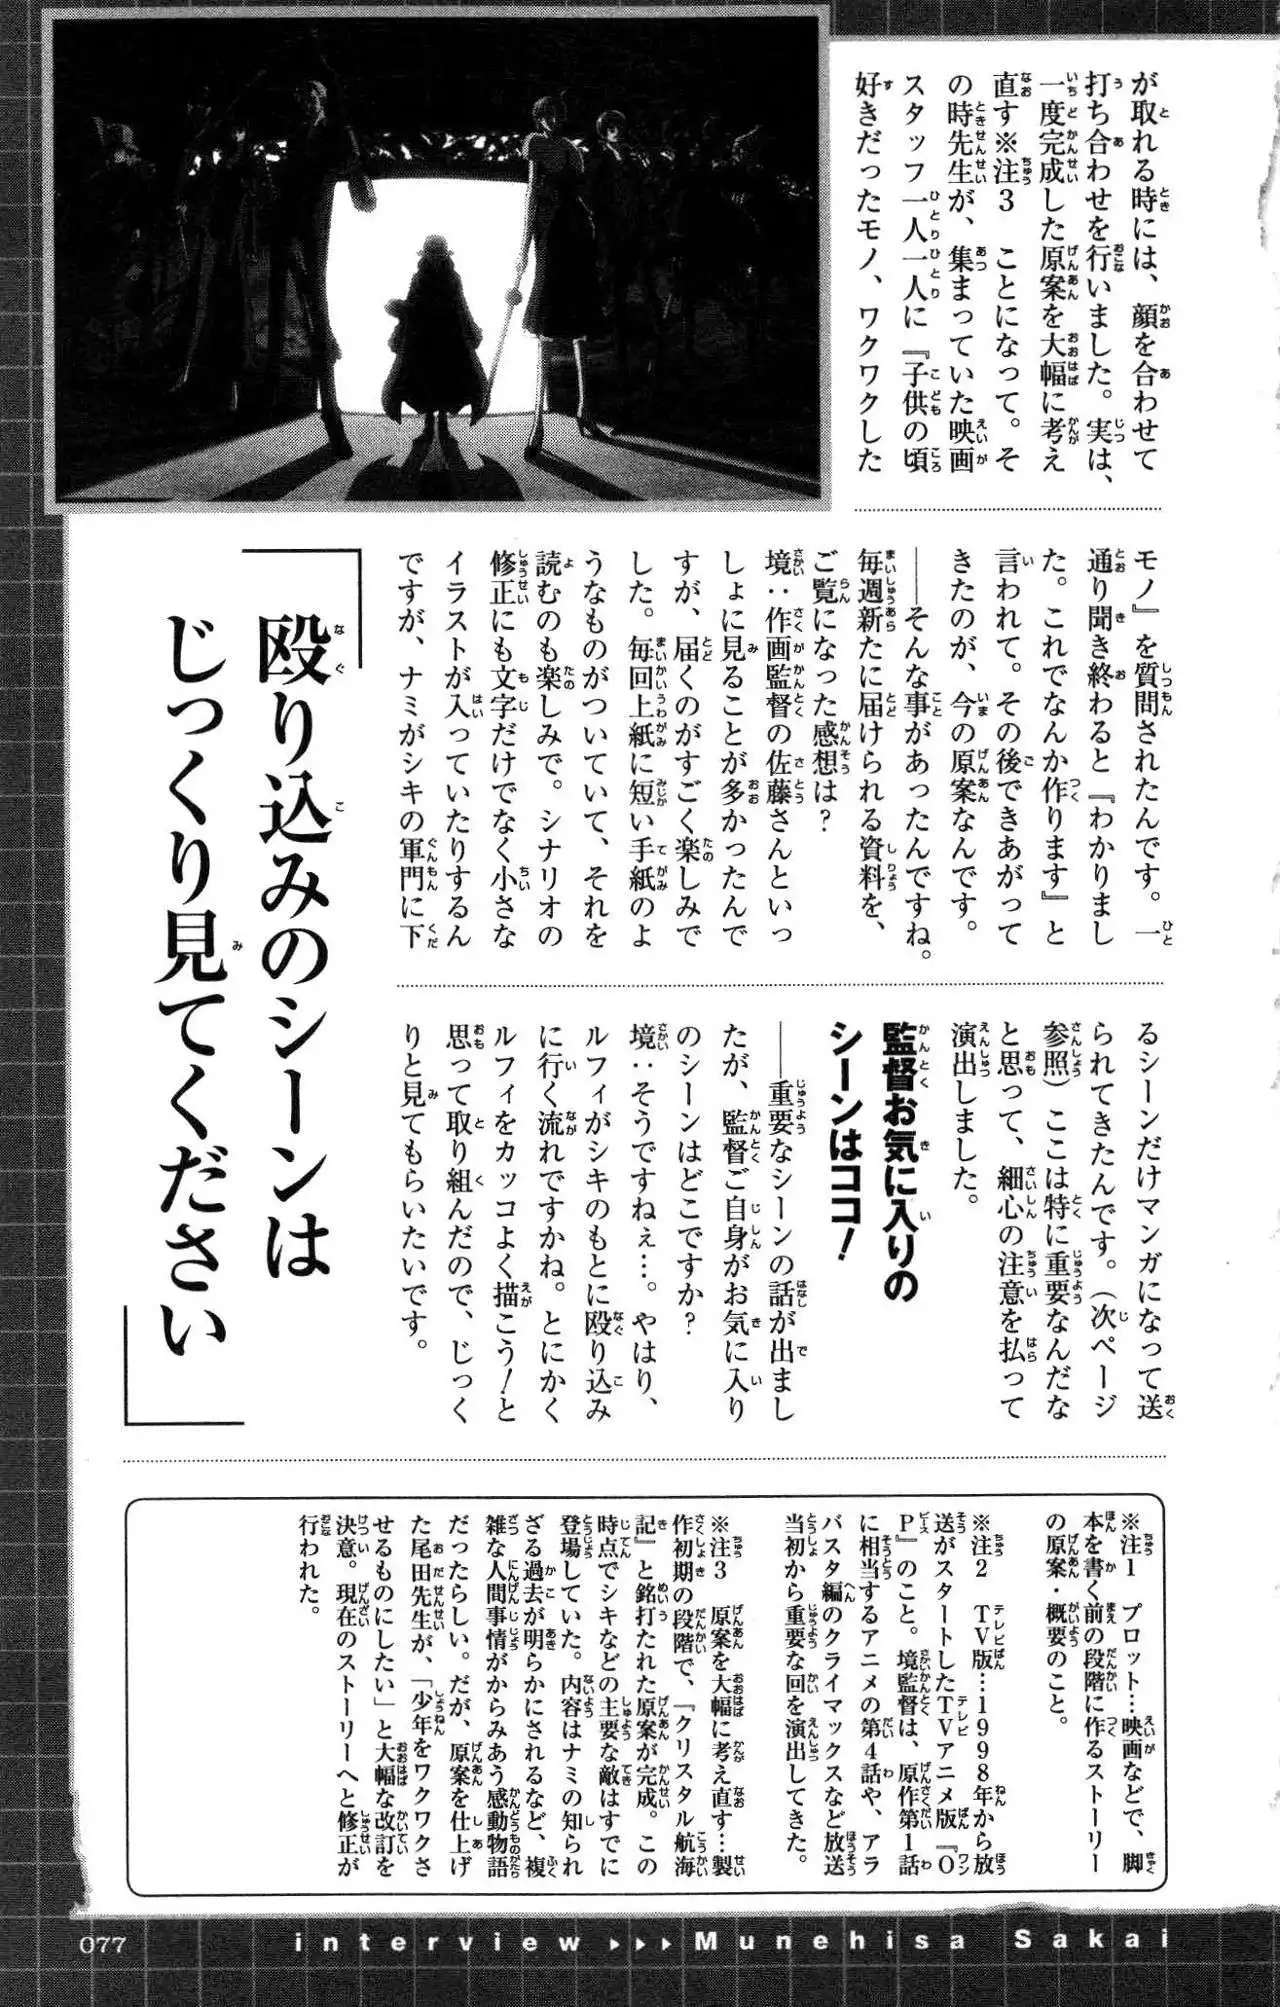 が取れる時には、顔を合わせて
打ち合わせを行いました。実は、
一度完成した原案を大幅に考え
直す※注3　ことになって。そ
の時先生が、集まっていた映画
スタッフ一人一人に『子供の頃
好きだったモノ、ワクワクした
モノ』を質問されたんです。一
通り聞き終わると『わかりまし
た。これでなんか作ります』と
言われて。その後できあがって
きたのが、今の原案なんです。
――そんな事があったんですね。
毎週新たに届けられる資料を、
ご覧になった感想は？
境：作画監督の佐藤さんといっ
しょに見ることが多かったんで
すが、届くのがすごく楽しみで
した。毎回上紙に短い手紙のよ
うなものがついていて、それを
読むのも楽しみで。シナリオの
修正にも文字だけでなく小さな
イラストが入っていたりするん
ですが、ナミがシキの軍門に下
「殴り込みのシーンは
じっくり見てください」
るシーンだけマンガになって送
られてきたんです。（次ページ
参照）ここは特に重要なんだな
と思って、細心の注意を払って
演出しました。
監督お気に入りの
シーンはココ！
――重要なシーンの話が出まし
たが、監督ご自身がお気に入り
のシーンはどこですか？
境：そうですねぇ…。やはり、
ルフィがシキのもとに殴り込み
に行く流れですかね。とにかく
ルフィをカッコよく描こう！と
思って取り組んだので、じっく
りと見てもらいたいです。
※注1　プロット…映画などで、脚
本を書く前の段階に作るストーリー
の原案・概要のこと。
※注2　TV版…1998年から放
送がスタートしたTVアニメ版『O
P』のこと。境監督は、原作第1話
に相当するアニメの第4話や、アラ
バスタ編のクライマックスなど放送
当初から重要な回を演出してきた。
※注3　原案を大幅に考え直す…製
作初期の段階で、『クリスタル航海
記』と銘打たれた原案が完成。この
時点でシキなどの主要な敵はすでに
登場していた。内容はナミの知られ
ざる過去が明らかにされるなど、複
雑な人間事情がからみあう感動物語
だったらしい。だが、原案を仕上げ
た尾田先生が、「少年をワクワクさ
せるものにしたい」と大幅な改訂を
決意。現在のストーリーへと修正が
行われた。
077
interview ▶▶▶ Munehisa Sakai